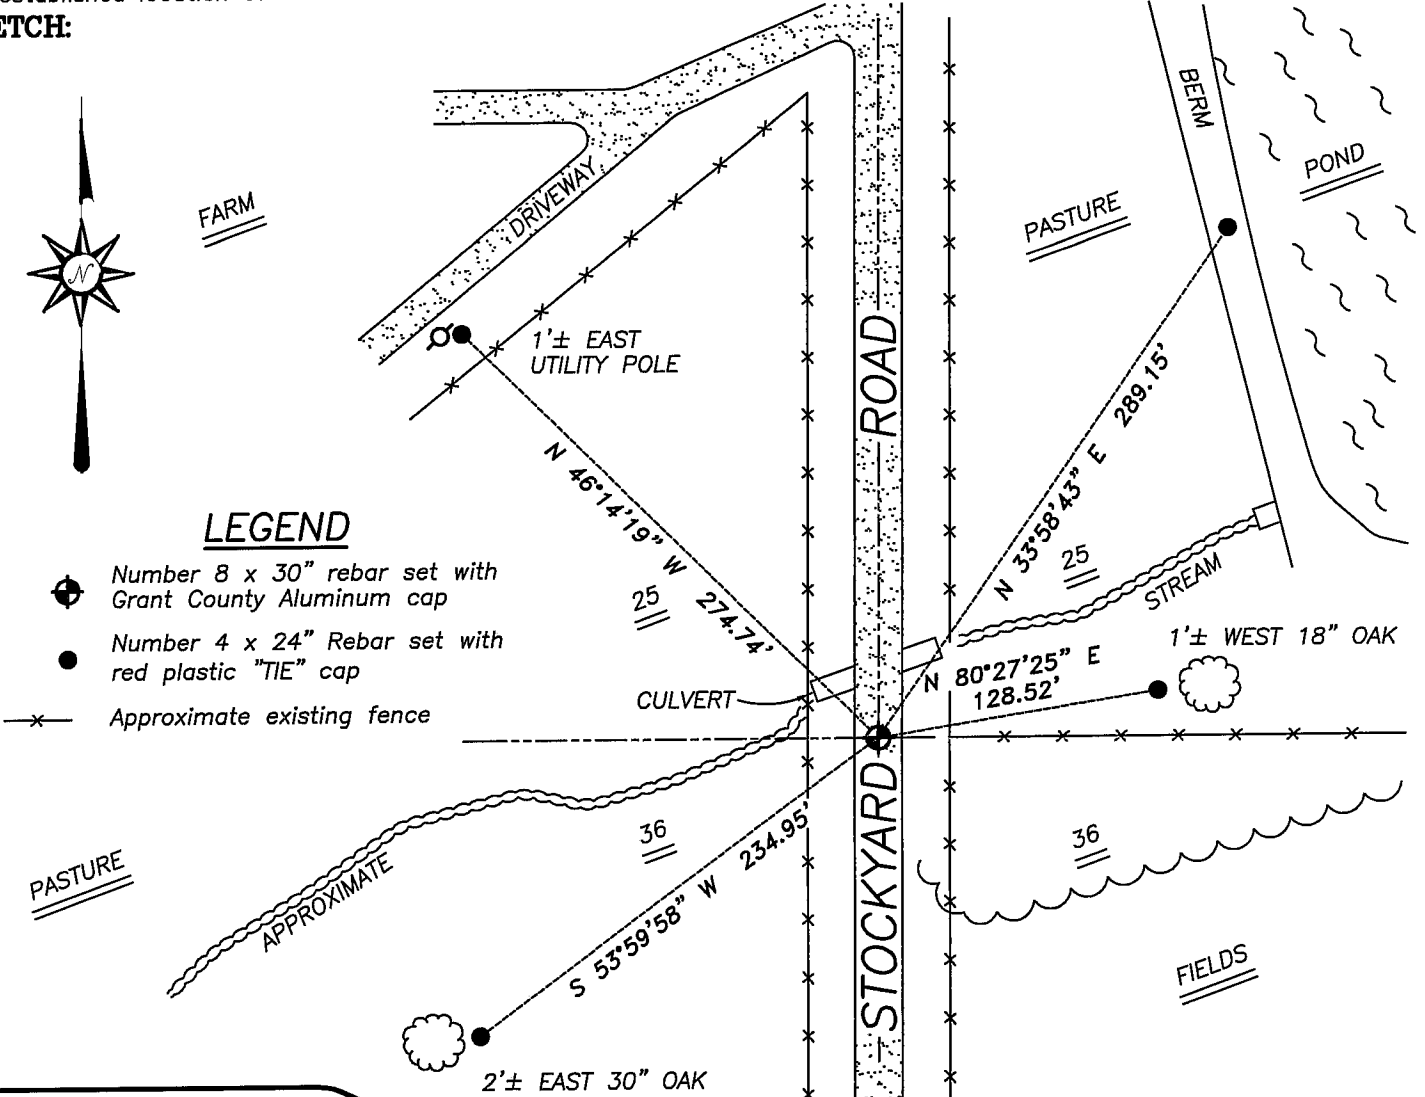 ETCH:
BERM
POND
FARM
DRIVEWAY
PASTURE
N
1'± EAST
UTILITY POLE
ROAD
N 33°58'43" E 289.15'
N 46°14'19" W 274.74'
LEGEND
Number 8 x 30" rebar set with
Grant County Aluminum cap
Number 4 x 24" Rebar set with
red plastic "TIE" cap
Approximate existing fence
25
25
STREAM
1'± WEST 18" OAK
N 80°27'25" E
128.52'
CULVERT
STOCKYARD
36
36
S 53°59'58" W 234.95'
PASTURE
APPROXIMATE
FIELDS
2'± EAST 30" OAK